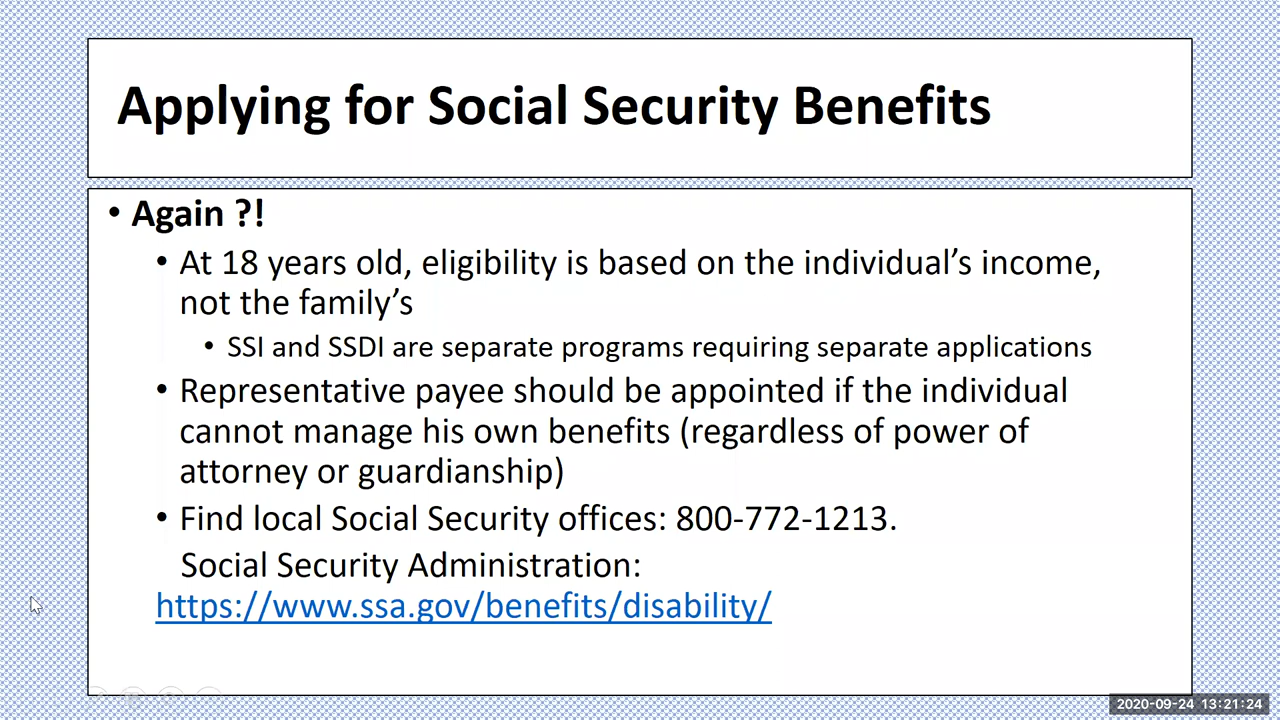 Applying for Social Security Benefits
• Again ?!
• At 18 years old, eligibility is based on the individual’s income,
not the family’s
• SSI and SSDI are separate programs requiring separate applications
• Representative payee should be appointed if the individual
cannot manage his own benefits (regardless of power of
attorney or guardianship)
• Find local Social Security offices: 800-772-1213.
Social Security Administration:
https://www.ssa.gov/benefits/disability/
2020-09-24 13:21:24